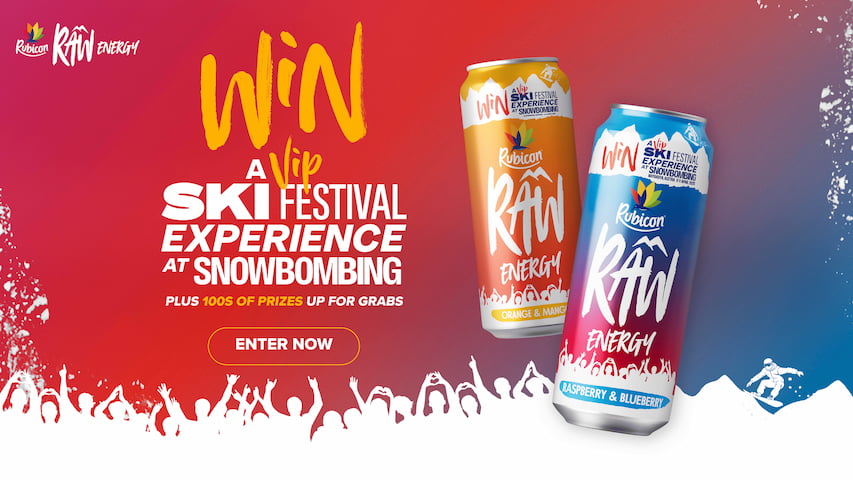 Rubicon RAW ENERGY
WiN
A Vip
SKI FESTIVAL
EXPERIENCE
AT SNOWBOMBING
PLUS 100S OF PRIZES UP FOR GRABS
ENTER NOW
WiN
A Vip
SKI FESTIVAL
EXPERIENCE
AT SNOWBOMBING
Rubicon
RAW
ENERGY
ORANGE & MANG
WiN
A Vip
SKI FESTIVAL
EXPERIENCE
AT SNOWBOMBING
Rubicon
RAW
ENERGY
RASPBERRY & BLUEBERRY